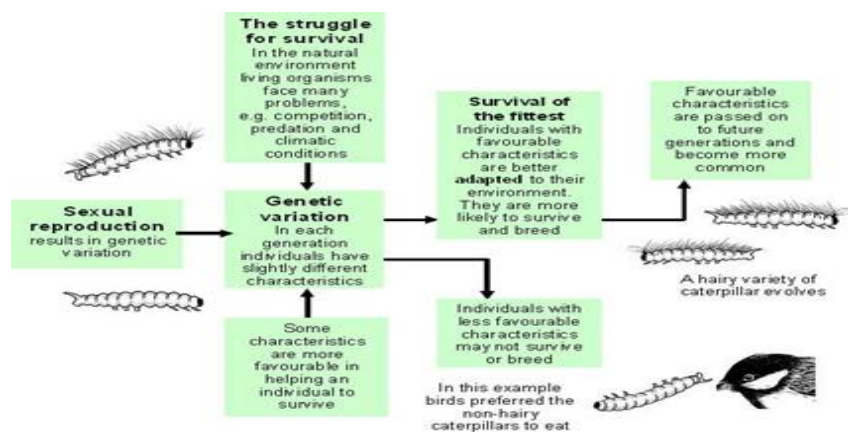 The struggle
for survival
In the natural
environment
living organisms
face many
problems,
e.g. competition,
predation and
climatic
conditions
Sexual
reproduction
results in genetic
variation
Genetic
variation
In each
generation
individuals have
slightly different
characteristics
Some
characteristics
are more
favourable in
helping an
individual to
survive
Survival of
the fittest
Individuals with
favourable
characteristics
are better
adapted to their
environment.
They are more
likely to survive
and breed
Individuals with
less favourable
characteristics
may not survive
or breed
In this example
birds preferred the
non-hairy
caterpillars to eat
Favourable
characteristics
are passed on
to future
generations and
become more
common
A hairy variety of
caterpillar evolves